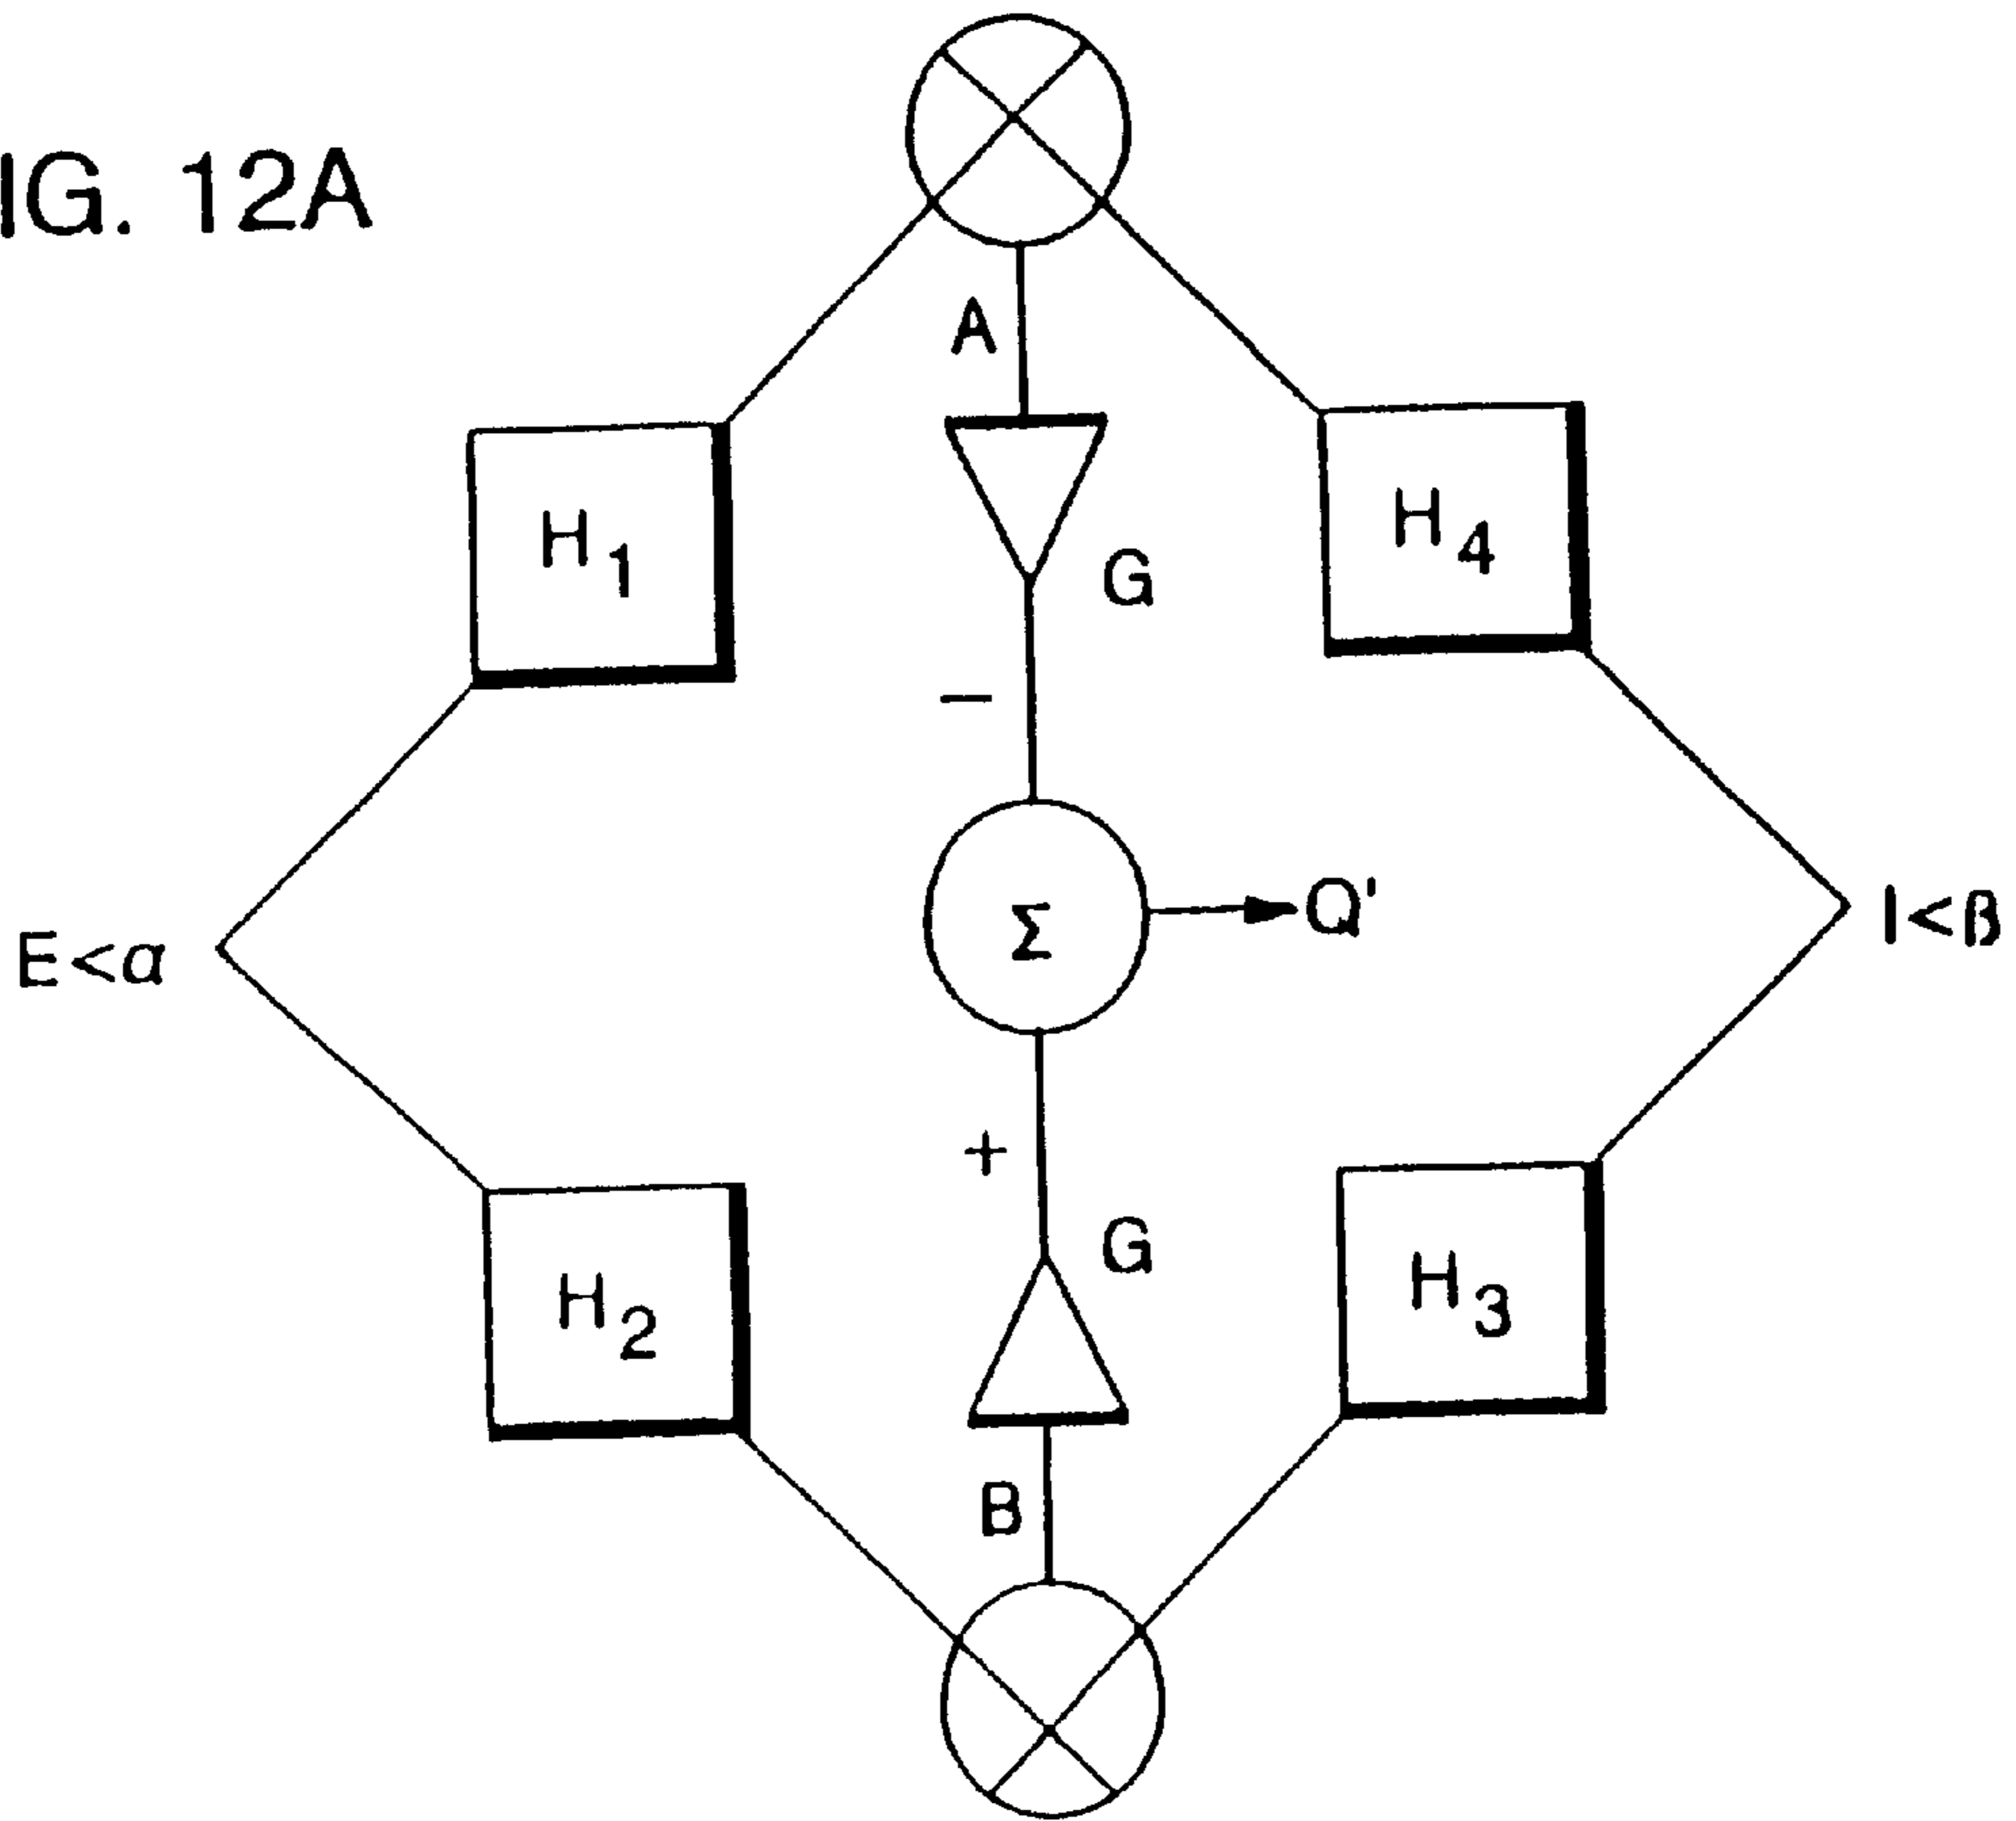 IG. 12A
A
H1
H4
G
−
Σ
Q'
E<α
I<β
+
G
H2
H3
B